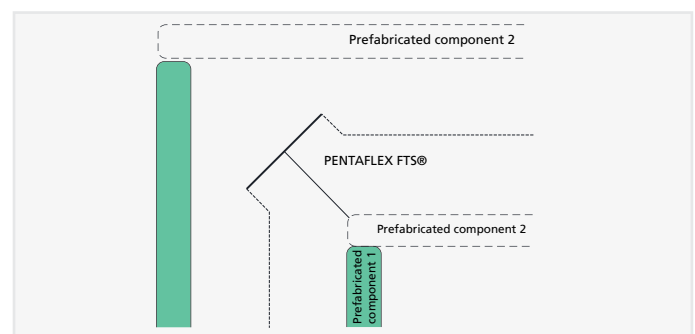 Prefabricated component 2
PENTAFLEX FTS®
Prefabricated component 2
Prefabricated
component 1